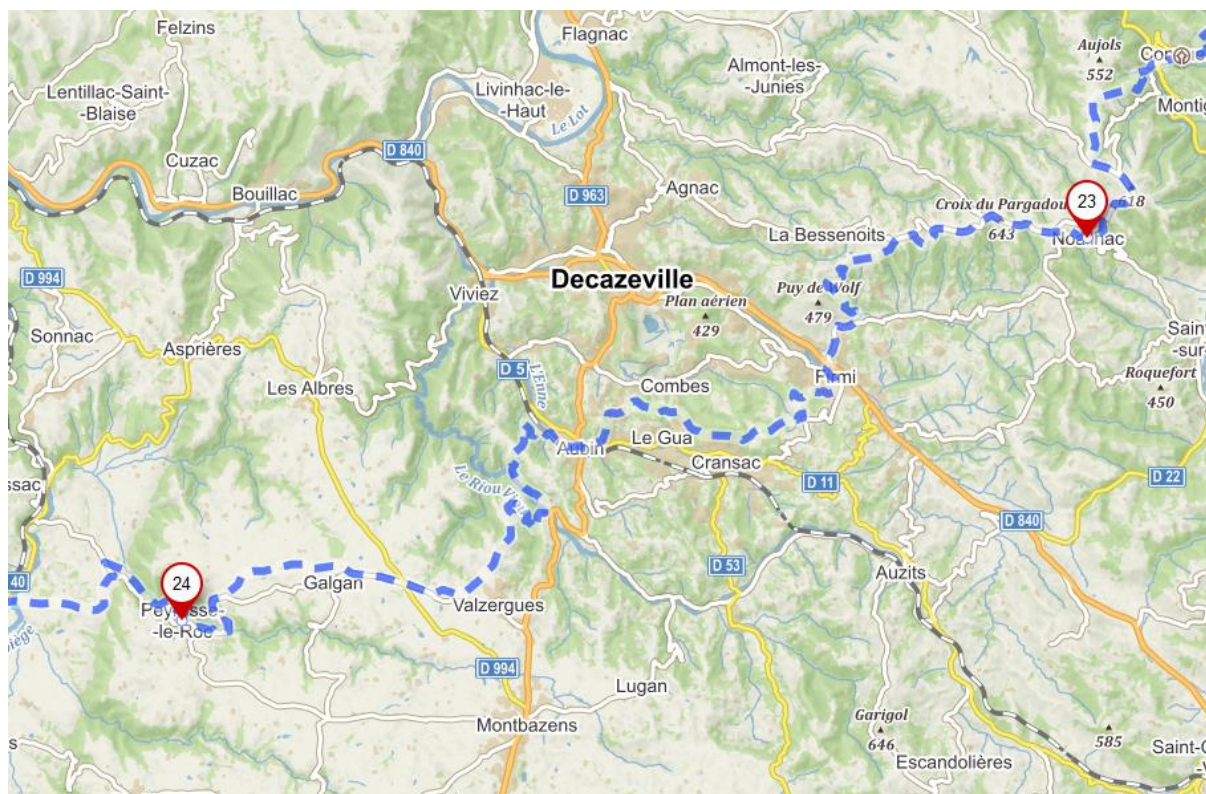 Felzins
Flagnac
Aujols
552
Almont-les-
-Junies
Lentillac-Saint-
-Blaise
Livinhac-le-
-Haut
Le Lot
D 840
Cuzac
Bouillac
D 963
Agnac
Croix du Pargadou
643
618
23
La Bessenoits
D 994
Viviez
Decazeville
Plan aérien
429
Puy de Wolf
479
Sonnac
Asprières
Les Albres
D 5
L'Enne
Combes
Firmi
Roquefort
450
Aubin
Le Gua
Cransac
D 11
D 22
D 840
D 53
40
24
Galgan
Valzergues
Auzits
-le-Roc
D 994
Lugan
Montbazens
Garigol
646
585
Escandolières